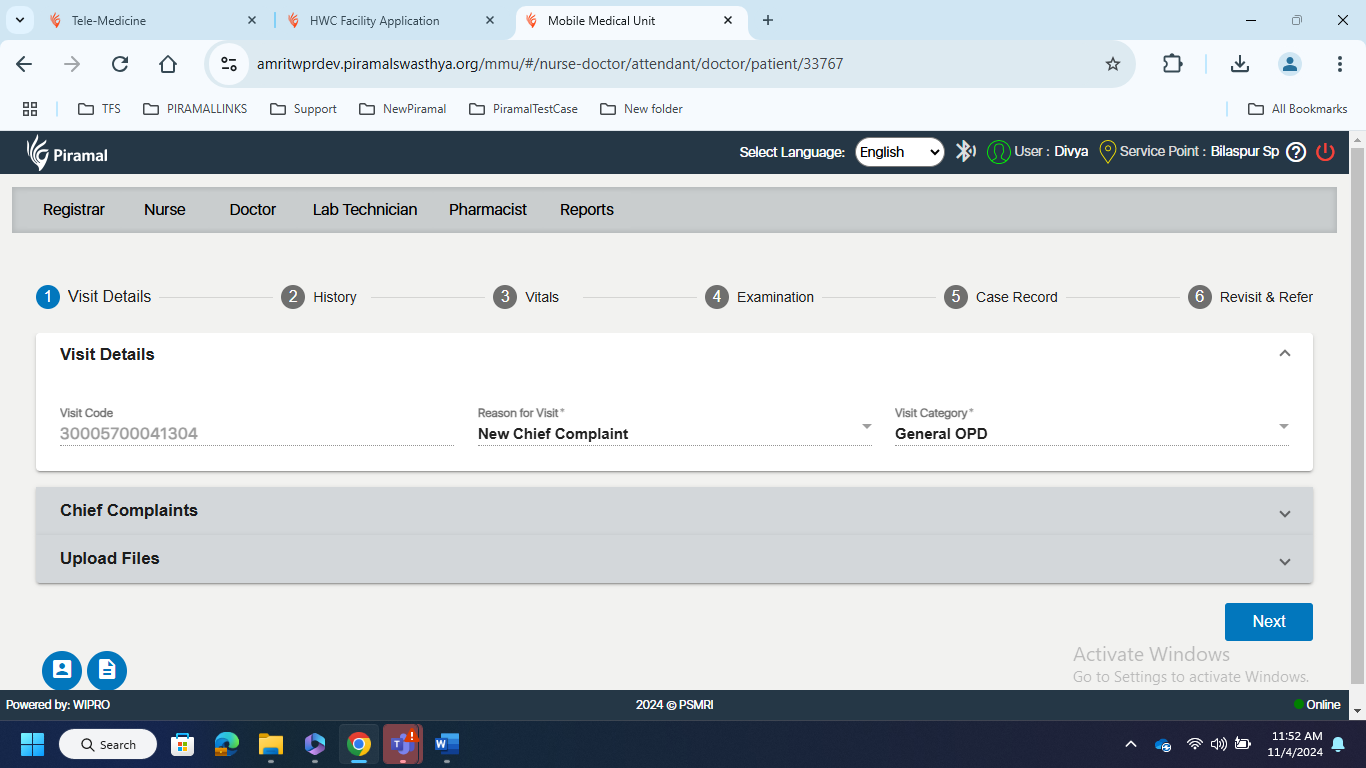 Tele-Medicine
HWC Facility Application
Mobile Medical Unit
amritwprdev.piramalswasthya.org/mmu/#/nurse-doctor/attendant/doctor/patient/33767
TFS
PIRAMALLINKS
Support
NewPiramal
PiramalTestCase
New folder
All Bookmarks
Piramal
Select Language:
English
User : Divya
Service Point : Bilaspur Sp
Registrar
Nurse
Doctor
Lab Technician
Pharmacist
Reports
1 Visit Details
2 History
3 Vitals
4 Examination
5 Case Record
6 Revisit & Refer
Visit Details
Visit Code
Reason for Visit*
Visit Category*
30005700041304
New Chief Complaint
General OPD
Chief Complaints
Upload Files
Next
Activate Windows
Go to Settings to activate Windows.
Powered by: WIPRO
2024 © PSMRI
Online
Search
11:52 AM
11/4/2024